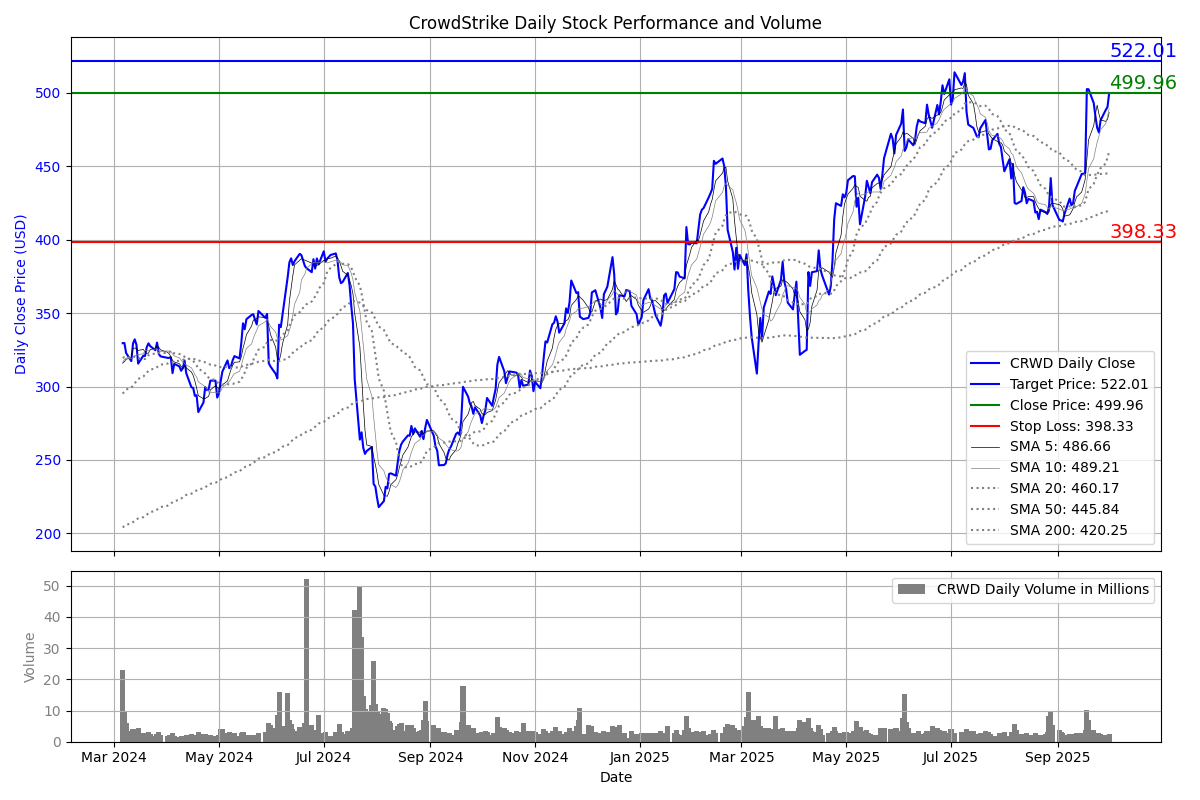 CrowdStrike Daily Stock Performance and Volume
522.01
499.96
398.33
Daily Close Price (USD)
500
450
400
350
300
250
200
CRWD Daily Close
Target Price: 522.01
Close Price: 499.96
Stop Loss: 398.33
SMA 5: 486.66
SMA 10: 489.21
SMA 20: 460.17
SMA 50: 445.84
SMA 200: 420.25
Volume
50
40
30
20
10
0
CRWD Daily Volume in Millions
Mar 2024 May 2024 Jul 2024 Sep 2024 Nov 2024 Jan 2025 Mar 2025 May 2025 Jul 2025 Sep 2025
Date